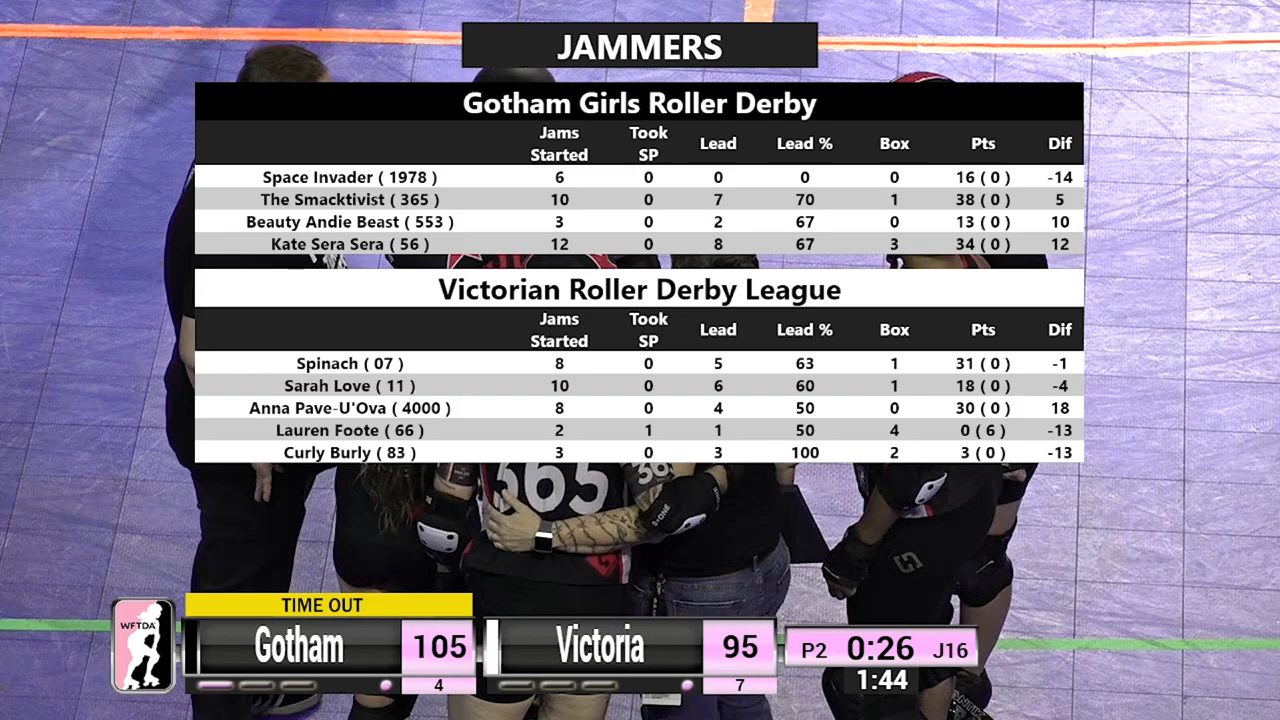 JAMMERS
Gotham Girls Roller Derby
Jams Started Took SP Lead Lead % Box Pts Dif
Space Invader ( 1978 ) 6 0 0 0 0 16 ( 0 ) -14
The Smacktivist ( 365 ) 10 0 7 70 1 38 ( 0 ) 5
Beauty Andie Beast ( 553 ) 3 0 2 67 0 13 ( 0 ) 10
Kate Sera Sera ( 56 ) 12 0 8 67 3 34 ( 0 ) 12
Victorian Roller Derby League
Jams Started Took SP Lead Lead % Box Pts Dif
Spinach ( 07 ) 8 0 5 63 1 31 ( 0 ) -1
Sarah Love ( 11 ) 10 0 6 60 1 18 ( 0 ) -4
Anna Pave-U'Ova ( 4000 ) 8 0 4 50 0 30 ( 0 ) 18
Lauren Foote ( 66 ) 2 1 1 50 4 0 ( 6 ) -13
Curly Burly ( 83 ) 3 0 3 100 2 3 ( 0 ) -13
365
36
S-ONE
TIME OUT
WFTDA
Gotham 105 Victoria 95 P2 0:26 J16
4 7 1:44